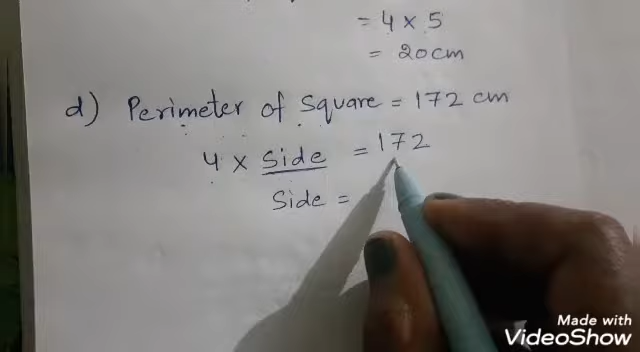 = 4 × 5
= 20cm
d) Perimeter of Square = 172 cm
4 × Side = 172
Side =
Made with
VideoShow